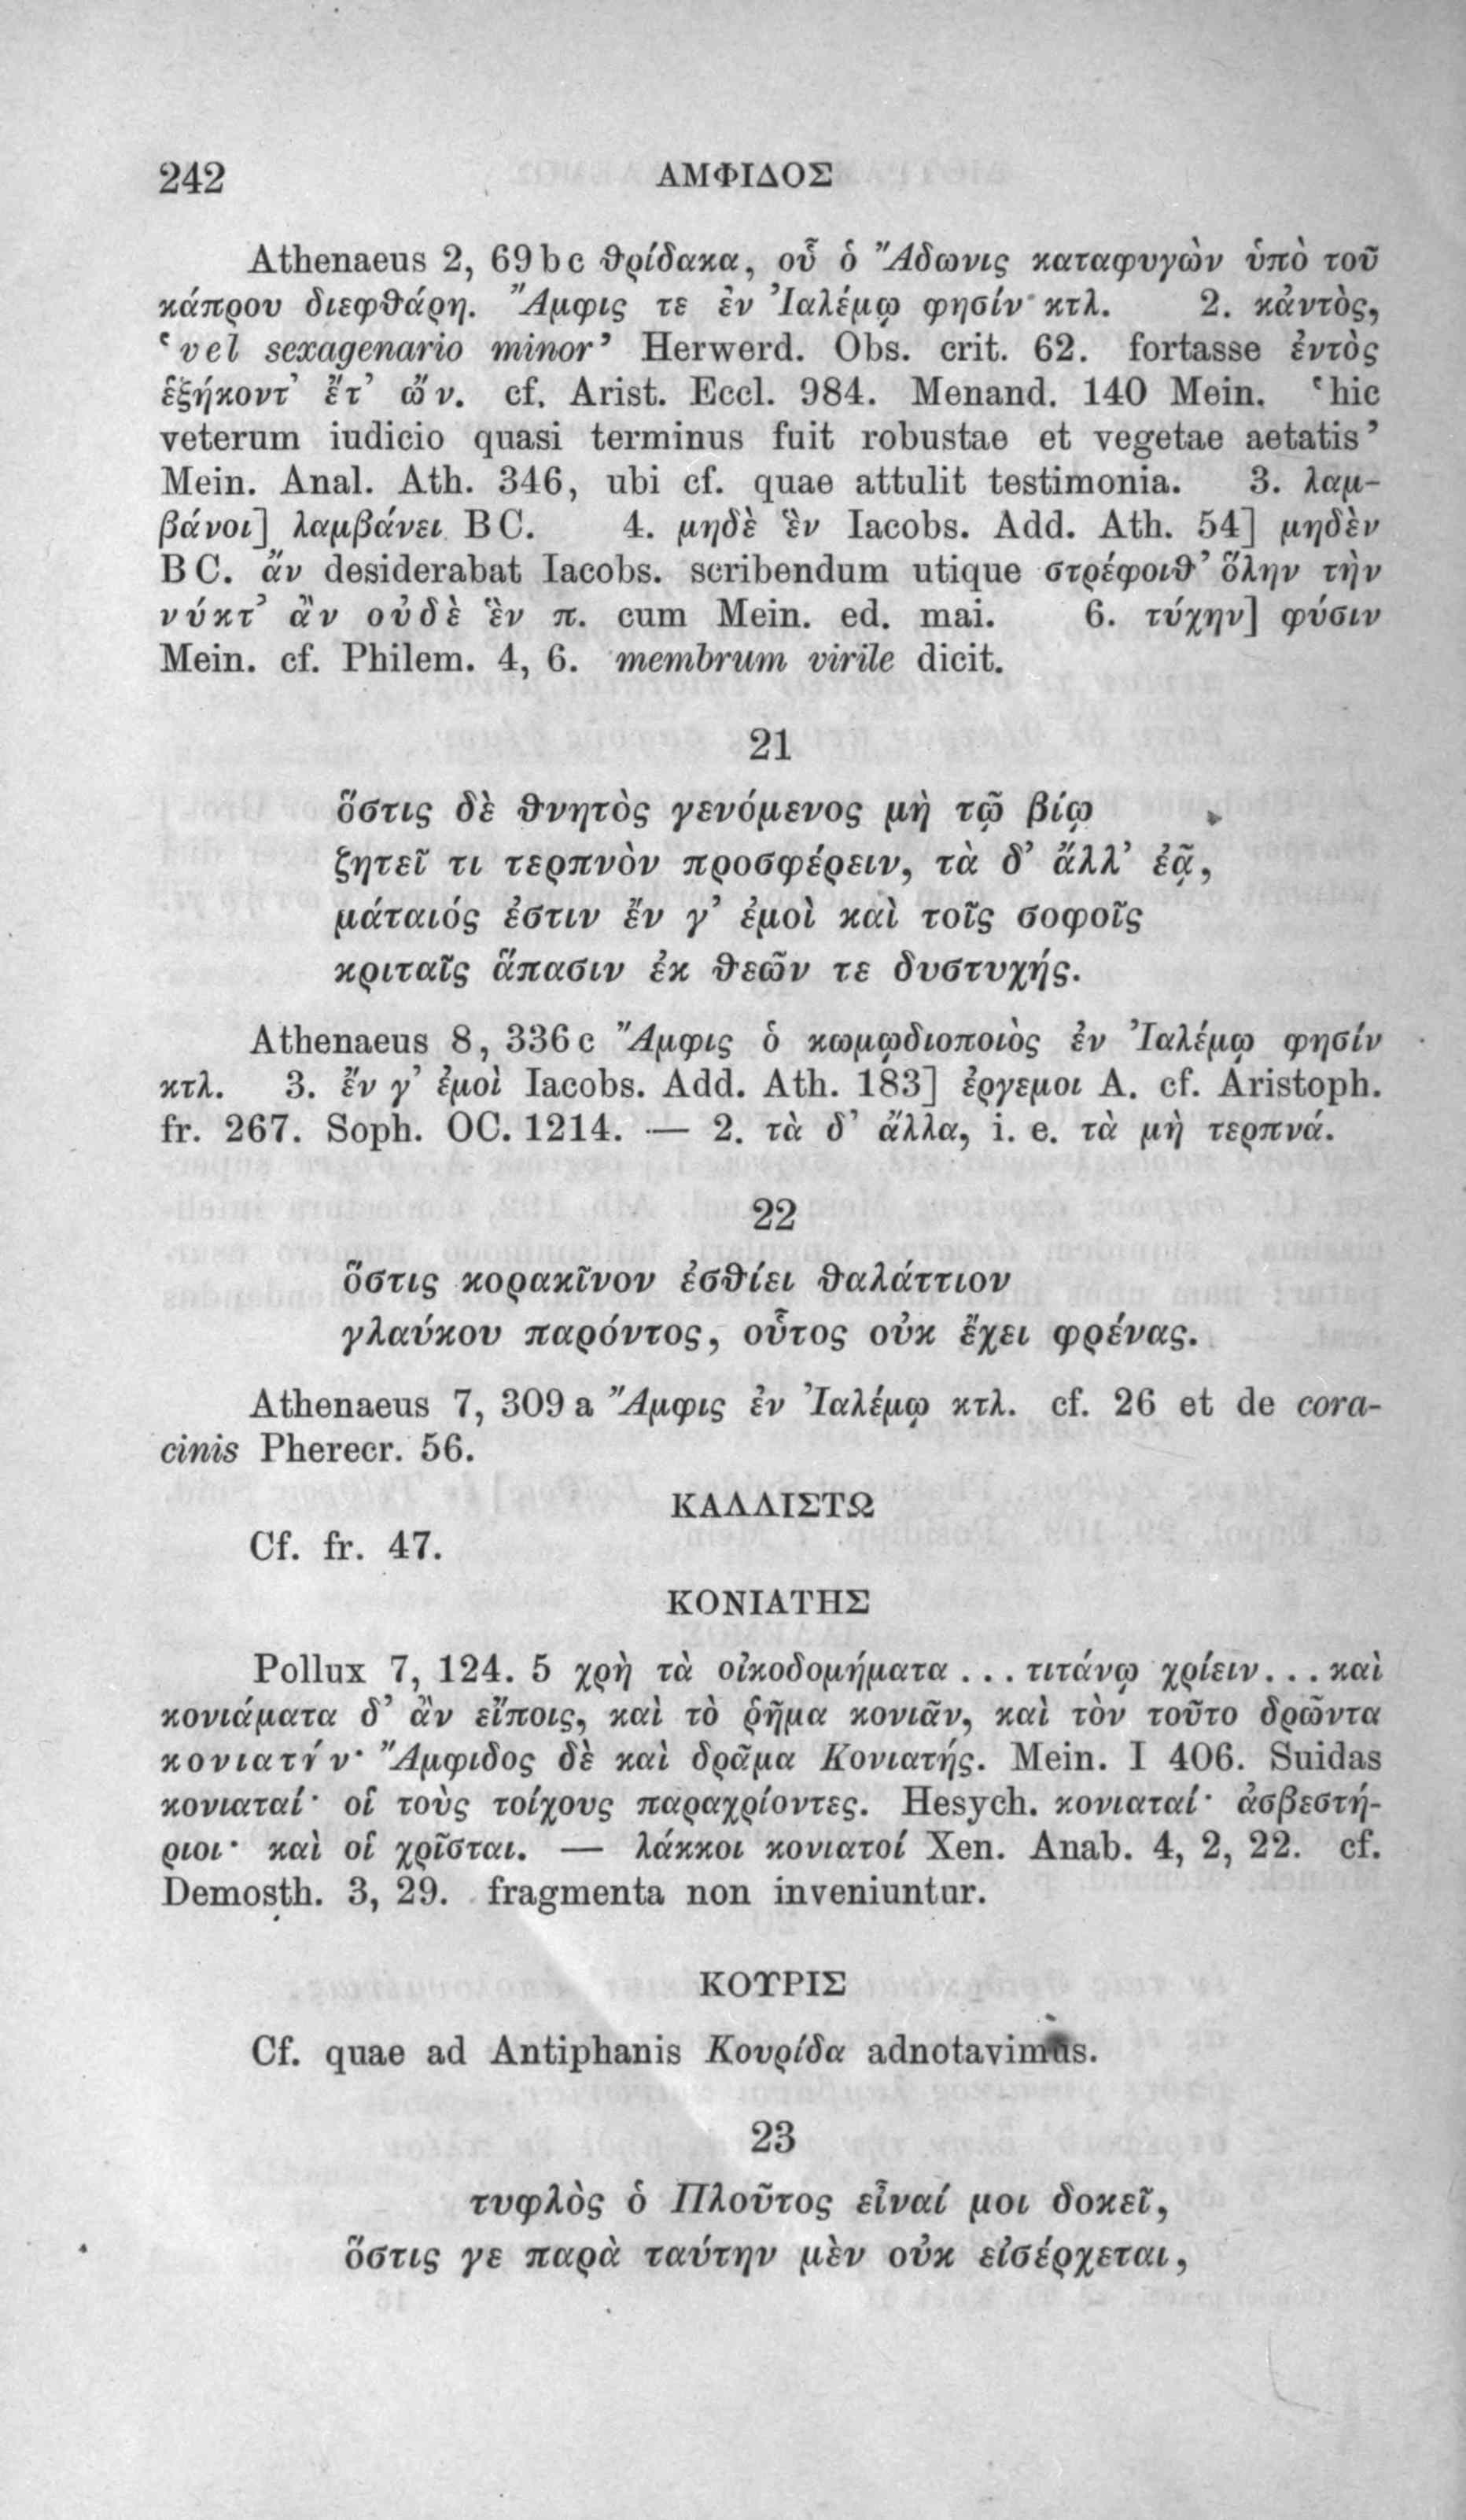 242
ΑΜΦΙΔΟΣ
Athenaeus 2, 69 b c θρίδακα, οὗ ὁ Ἄδωνις καταφυγὼν ὑπὸ τοῦ
κάπρου διεφθάρη. Ἄμφις τε ἐν Ἰαλέμῳ φησίν· κτλ. 2. κἀντὸς,
‘vel sexagenario minor’ Herwerd. Obs. crit. 62. fortasse ἐντὸς
ἑξήκοντ’ ἔτ’ ὤν. cf. Arist. Eccl. 984. Menand. 140 Mein. ‘hic
veterum iudicio quasi terminus fuit robustae et vegetae aetatis’
Mein. Anal. Ath. 346, ubi cf. quae attulit testimonia. 3. λαμ-
βάνοι] λαμβάνει BC. 4. μηδὲ ἓν Iacobs. Add. Ath. 54] μηδὲν
BC. ἄν desiderabat Iacobs. scribendum utique στρέφοιθ’ ὅλην τὴν
νύκτ’ ἂν οὐδὲ ἓν π. cum Mein. ed. mai. 6. τύχην] φύσιν
Mein. cf. Philem. 4, 6. membrum virile dicit.
21
ὅστις δὲ θνητὸς γενόμενος μὴ τῷ βίῳ
ζητεῖ τι τερπνὸν προσφέρειν, τὰ δ’ ἄλλ’ ἐᾷ,
μάταιός ἐστιν ἔν γ’ ἐμοὶ καὶ τοῖς σοφοῖς
κριταῖς ἅπασιν ἐκ θεῶν τε δυστυχής.
Athenaeus 8, 336 c Ἄμφις ὁ κωμῳδιοποιὸς ἐν Ἰαλέμῳ φησίν
κτλ. 3. ἔν γ’ ἐμοὶ Iacobs. Add. Ath. 183] ἐργεμοι A. cf. Aristoph.
fr. 267. Soph. OC. 1214. — 2. τὰ δ’ ἄλλα, i. e. τὰ μὴ τερπνά.
22
ὅστις κορακῖνον ἐσθίει θαλάττιον
γλαύκου παρόντος, οὗτος οὐκ ἔχει φρένας.
Athenaeus 7, 309 a Ἄμφις ἐν Ἰαλέμῳ κτλ. cf. 26 et de cora-
cinis Pherecr. 56.
ΚΑΛΛΙΣΤΩ
Cf. fr. 47.
ΚΟΝΙΑΤΗΣ
Pollux 7, 124. 5 χρὴ τὰ οἰκοδομήματα ... τιτάνῳ χρίειν... καὶ
κονιάματα δ’ ἂν εἴποις, καὶ τὸ ῥῆμα κονιᾶν, καὶ τὸν τοῦτο δρῶντα
κονιατήν· Ἄμφιδος δὲ καὶ δρᾶμα Κονιατής. Mein. I 406. Suidas
κονιαταί· οἱ τοὺς τοίχους παραχρίοντες. Hesych. κονιαταί· ἀσβεστή-
ριοι· καὶ οἱ χρῖσται. — λάκκοι κονιατοί Xen. Anab. 4, 2, 22. cf.
Demosth. 3, 29. fragmenta non inveniuntur.
ΚΟΥΡΙΣ
Cf. quae ad Antiphanis Κουρίδα adnotavimus.
23
τυφλὸς ὁ Πλοῦτος εἶναί μοι δοκεῖ,
ὅστις γε παρὰ ταύτην μὲν οὐκ εἰσέρχεται,